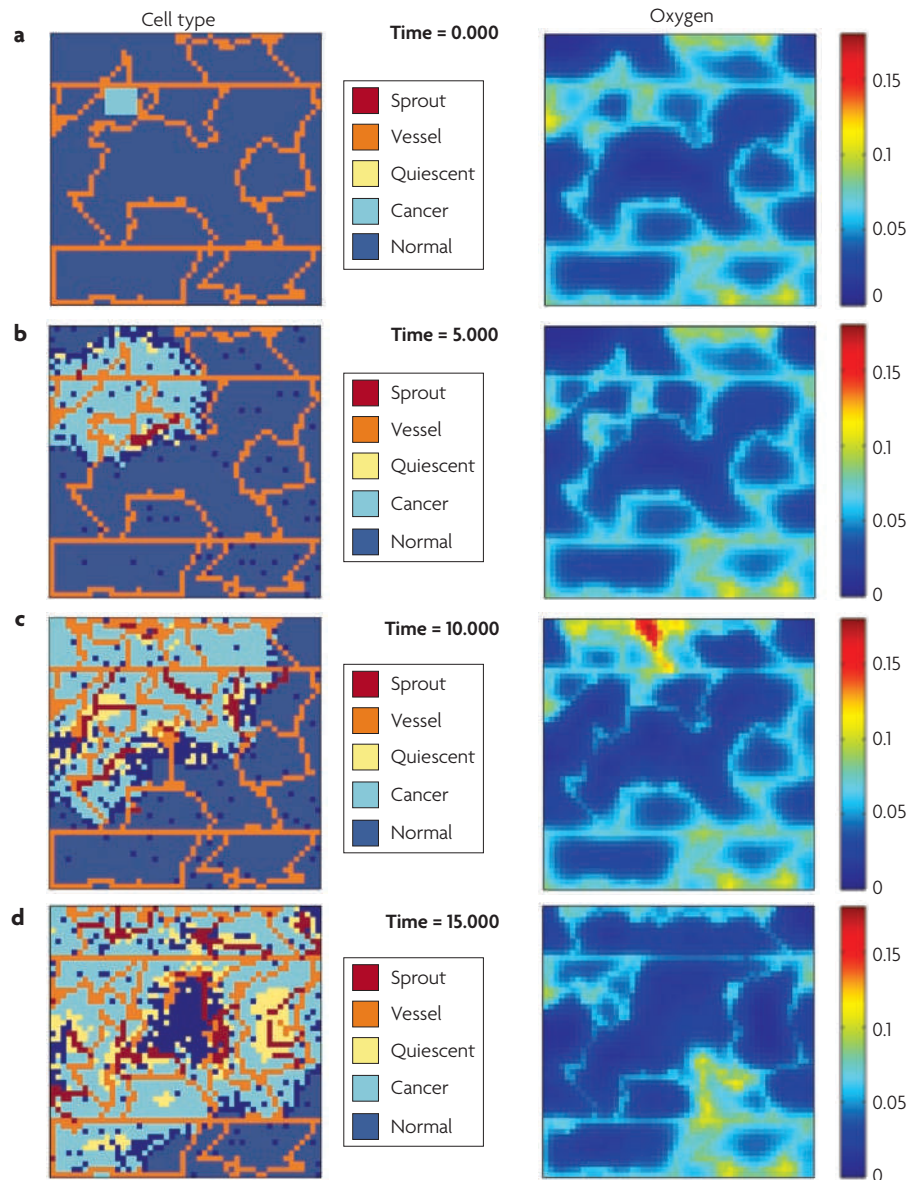 Cell type
Oxygen
a
Time = 0.000
Sprout
Vessel
Quiescent
Cancer
Normal
0.15
0.1
0.05
0
b
Time = 5.000
Sprout
Vessel
Quiescent
Cancer
Normal
0.15
0.1
0.05
0
c
Time = 10.000
Sprout
Vessel
Quiescent
Cancer
Normal
0.15
0.1
0.05
0
d
Time = 15.000
Sprout
Vessel
Quiescent
Cancer
Normal
0.15
0.1
0.05
0